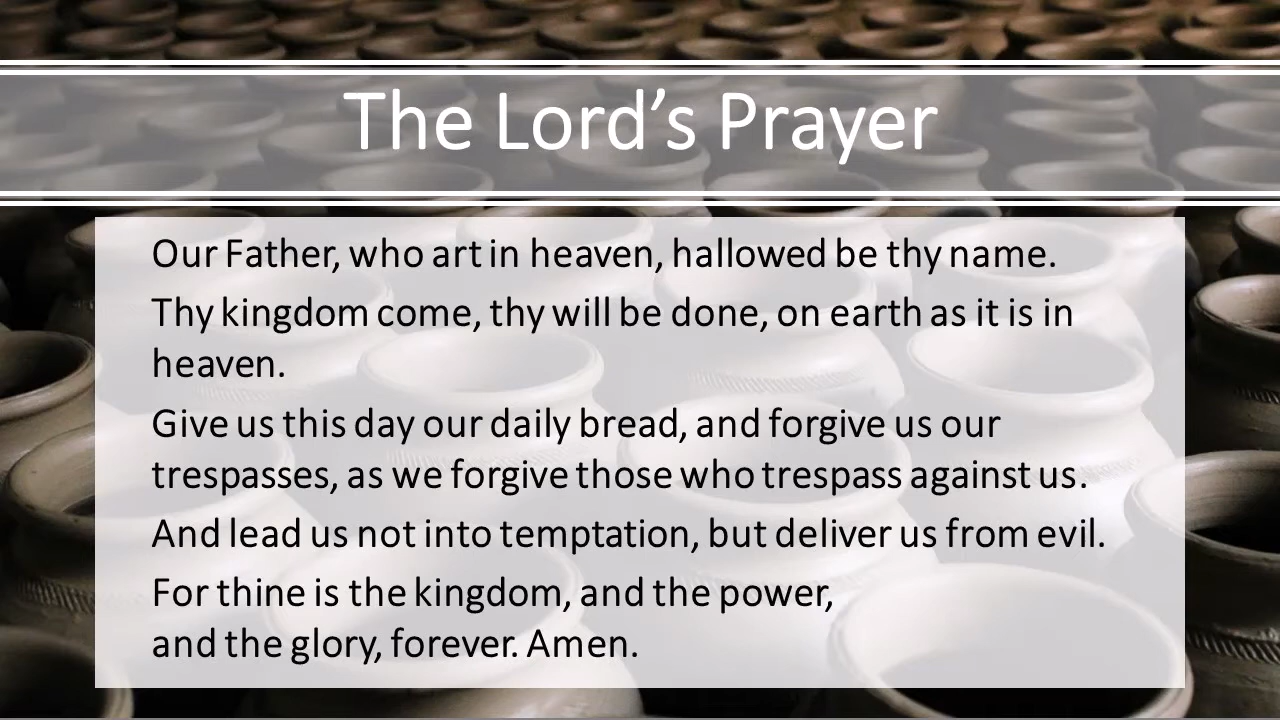 The Lord’s Prayer
Our Father, who art in heaven, hallowed be thy name.
Thy kingdom come, thy will be done, on earth as it is in
heaven.
Give us this day our daily bread, and forgive us our
trespasses, as we forgive those who trespass against us.
And lead us not into temptation, but deliver us from evil.
For thine is the kingdom, and the power,
and the glory, forever. Amen.